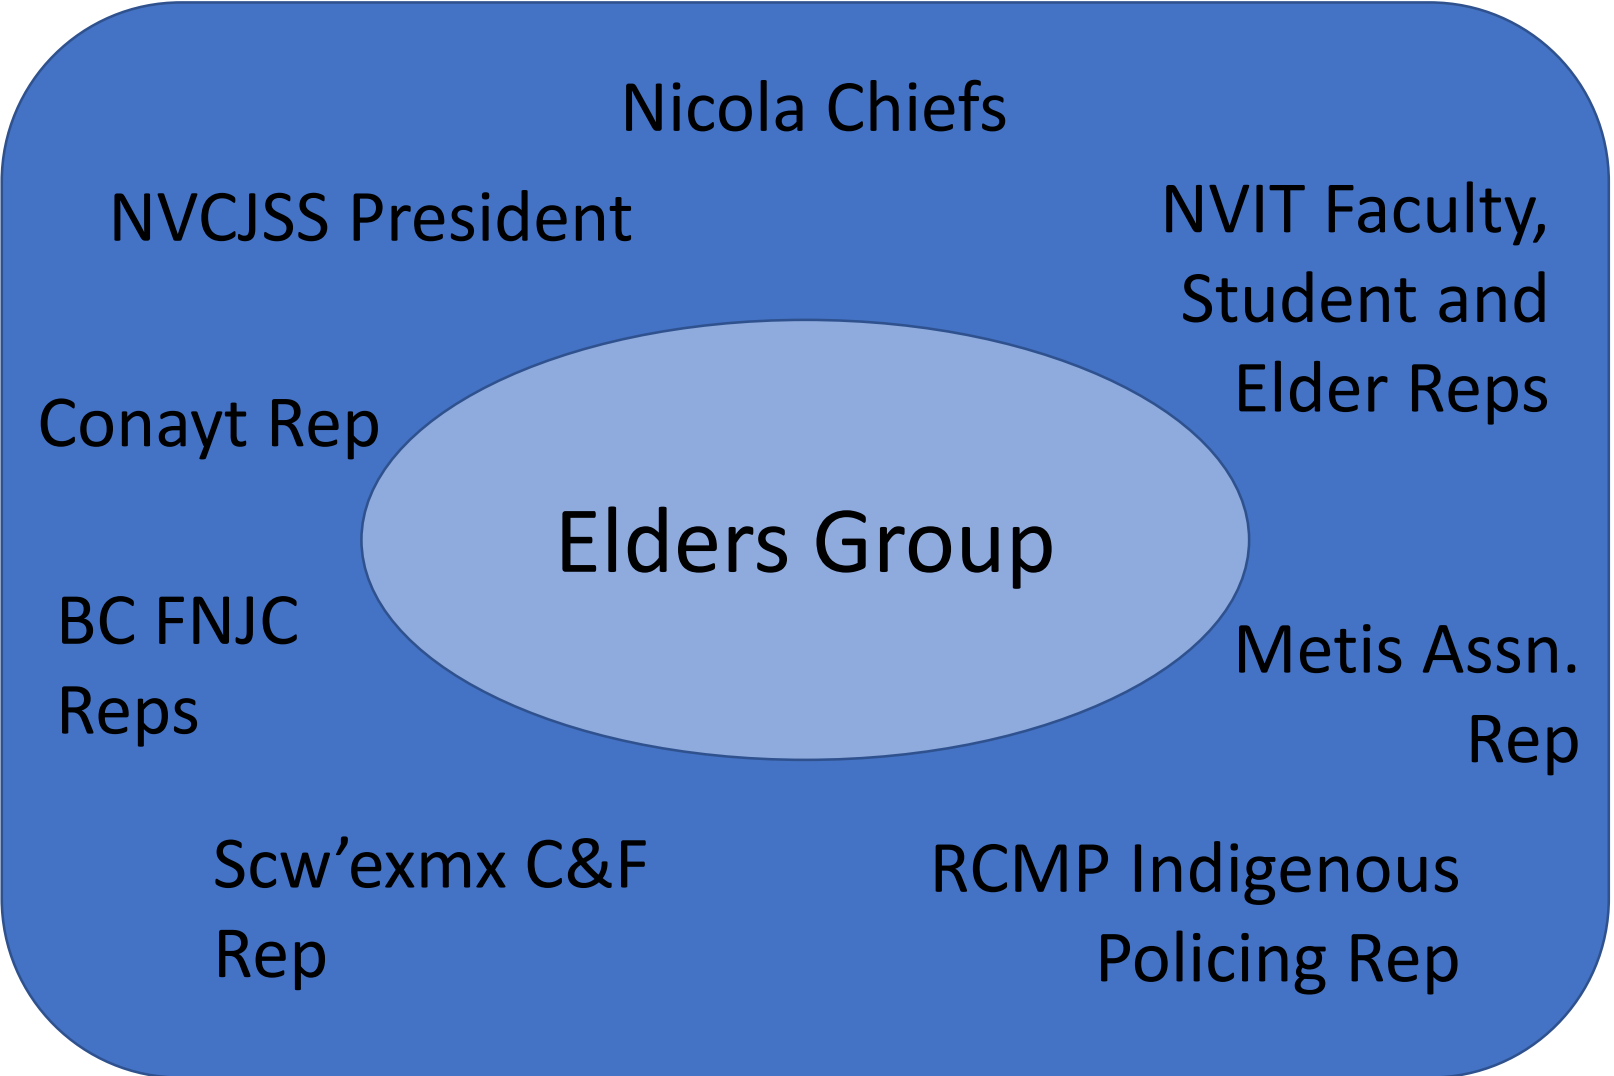 Nicola Chiefs
NVCJSS President
NVIT Faculty,
Student and
Elder Reps
Conayt Rep
Elders Group
BC FNJC
Reps
Metis Assn.
Rep
Scw’exmx C&F
Rep
RCMP Indigenous
Policing Rep